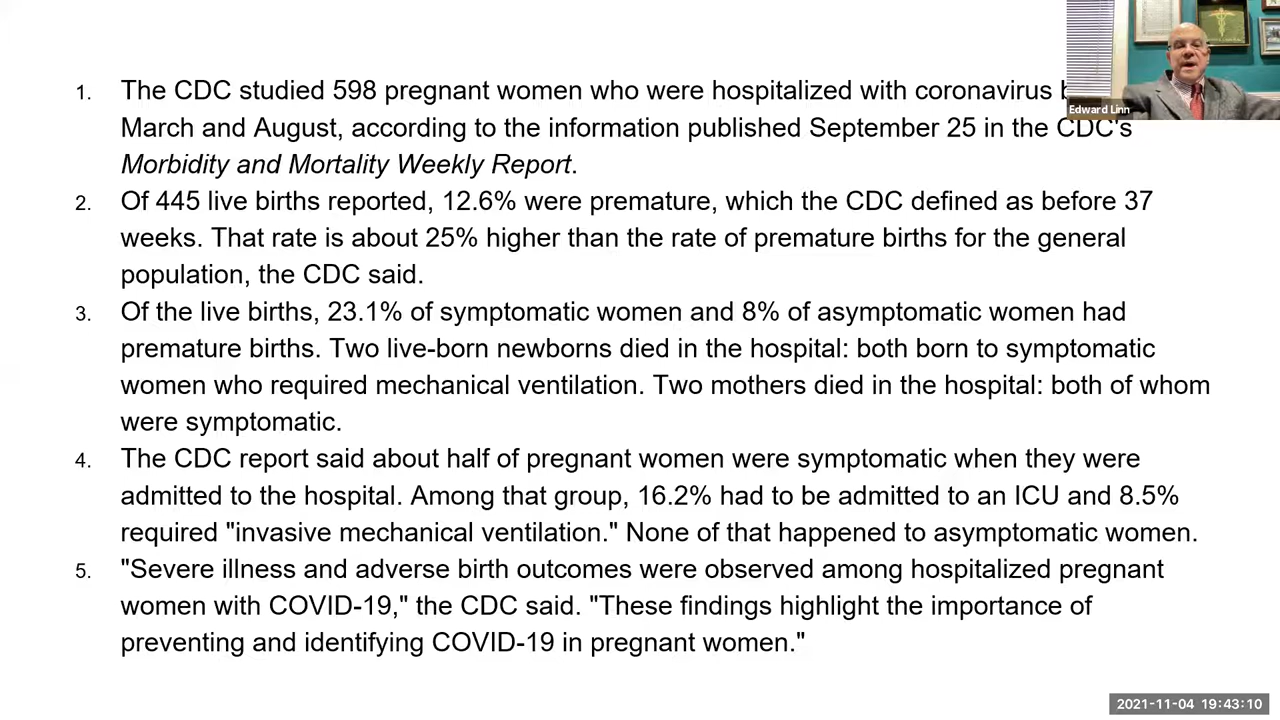 1. The CDC studied 598 pregnant women who were hospitalized with coronavirus
March and August, according to the information published September 25 in the CDC's
Morbidity and Mortality Weekly Report.
2. Of 445 live births reported, 12.6% were premature, which the CDC defined as before 37
weeks. That rate is about 25% higher than the rate of premature births for the general
population, the CDC said.
3. Of the live births, 23.1% of symptomatic women and 8% of asymptomatic women had
premature births. Two live-born newborns died in the hospital: both born to symptomatic
women who required mechanical ventilation. Two mothers died in the hospital: both of whom
were symptomatic.
4. The CDC report said about half of pregnant women were symptomatic when they were
admitted to the hospital. Among that group, 16.2% had to be admitted to an ICU and 8.5%
required "invasive mechanical ventilation." None of that happened to asymptomatic women.
5. "Severe illness and adverse birth outcomes were observed among hospitalized pregnant
women with COVID-19," the CDC said. "These findings highlight the importance of
preventing and identifying COVID-19 in pregnant women."
Edward Linn
2021-11-04 19:43:10